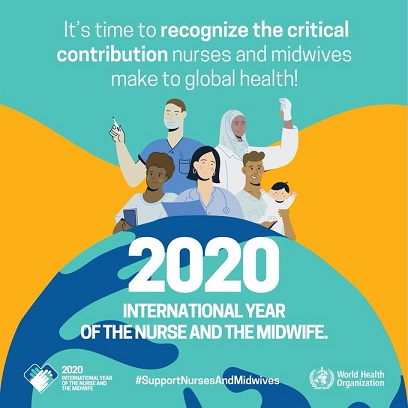 It's time to recognize the critical
contribution nurses and midwives
make to global health!
2020
INTERNATIONAL YEAR
OF THE NURSE AND THE MIDWIFE.
2020
INTERNATIONAL YEAR
OF THE NURSE AND
THE MIDWIFE
#SupportNursesAndMidwives
World Health
Organization